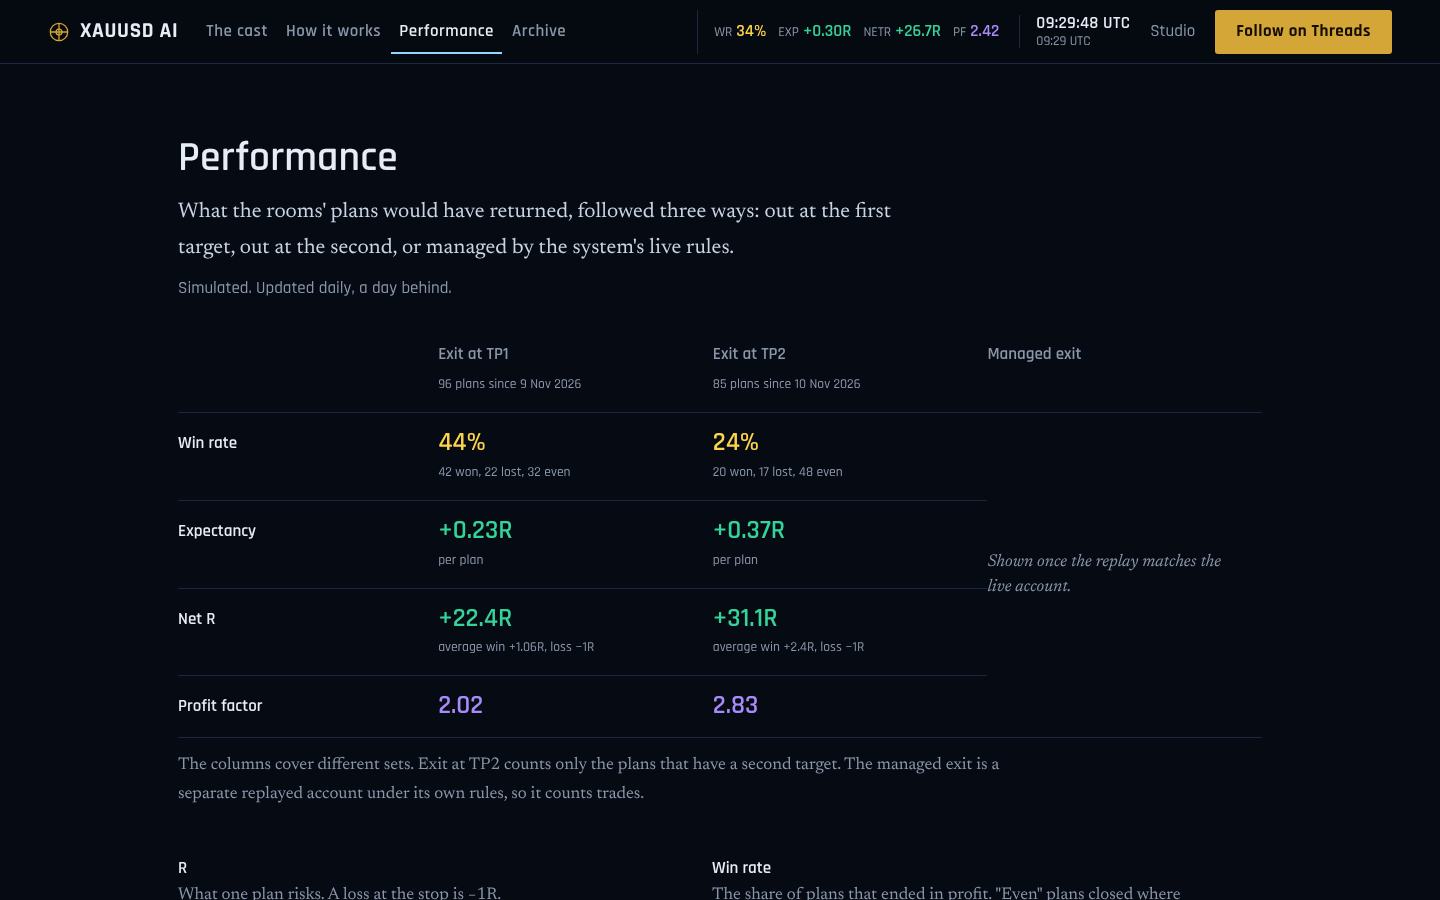 XAUUSD AI
The cast
How it works
Performance
Archive
WR 34% EXP +0.30R NETR +26.7R PF 2.42
09:29:48 UTC
09:29 UTC
Studio
Follow on Threads
Performance
What the rooms' plans would have returned, followed three ways: out at the first
target, out at the second, or managed by the system's live rules.
Simulated. Updated daily, a day behind.
Exit at TP1
Exit at TP2
Managed exit
96 plans since 9 Nov 2026
85 plans since 10 Nov 2026
Win rate
44%
24%
42 won, 22 lost, 32 even
20 won, 17 lost, 48 even
Expectancy
+0.23R
+0.37R
per plan
per plan
Shown once the replay matches the
live account.
Net R
+22.4R
+31.1R
average win +1.06R, loss −1R
average win +2.4R, loss −1R
Profit factor
2.02
2.83
The columns cover different sets. Exit at TP2 counts only the plans that have a second target. The managed exit is a
separate replayed account under its own rules, so it counts trades.
R
What one plan risks. A loss at the stop is −1R.
Win rate
The share of plans that ended in profit. "Even" plans closed where